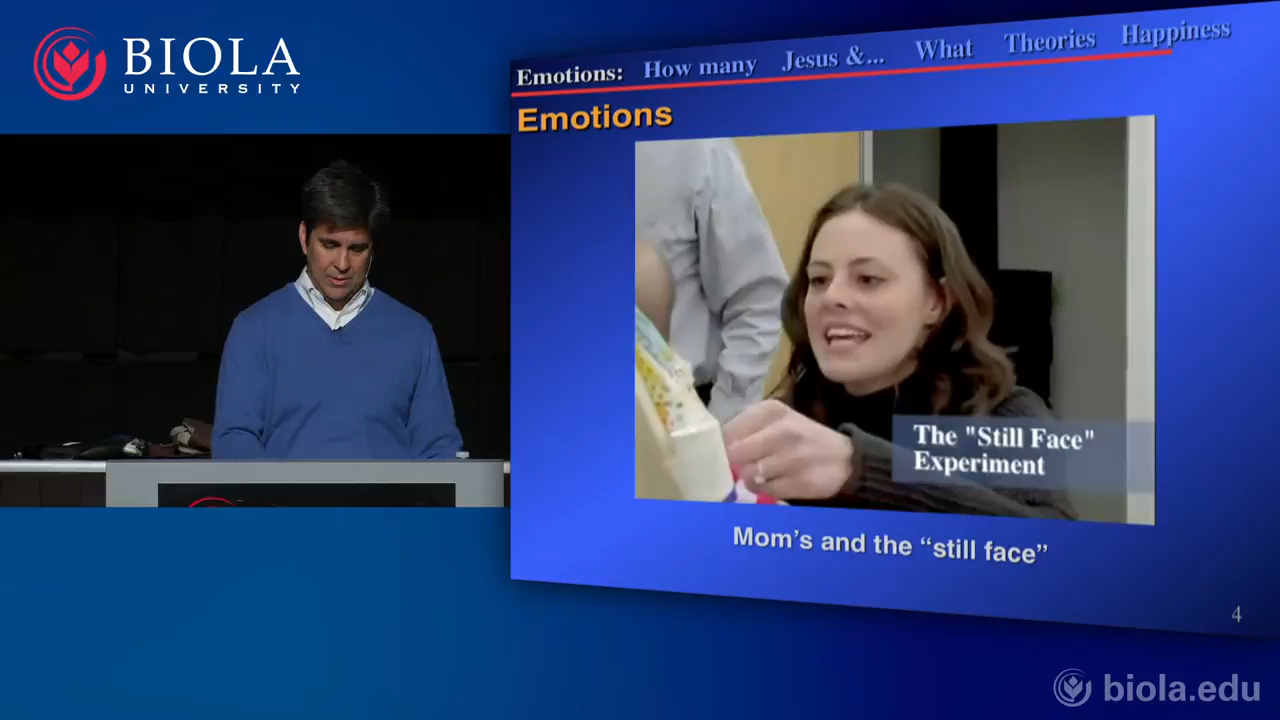 BIOLA
UNIVERSITY
Emotions: How many Jesus &... What Theories Happiness
Emotions
The "Still Face"
Experiment
Mom's and the “still face”
4
biola.edu